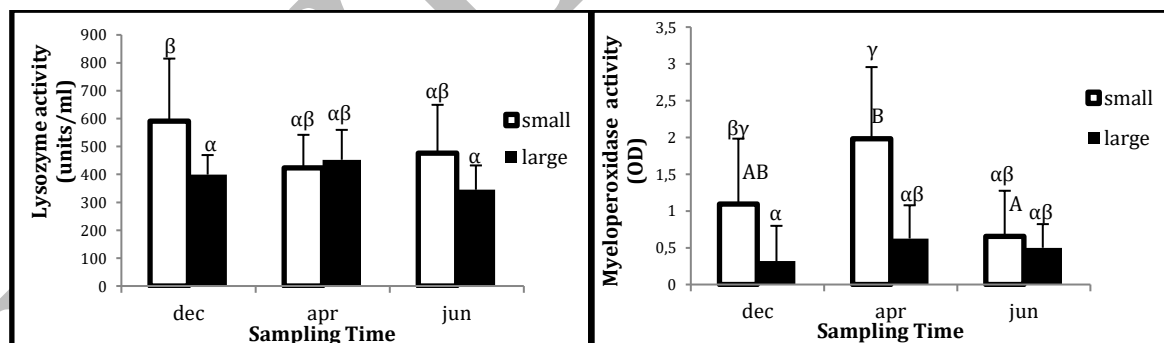 Lysozyme activity
(units/ml)
900
800
700
600
500
400
300
200
100
0
β
α
αβ
αβ
αβ
α
small
large
dec apr jun
Sampling Time
Myeloperoxidase activity
(OD)
3,5
3
2,5
2
1,5
1
0,5
0
βγ
AB
α
γ
B
αβ
αβ
A
αβ
small
large
dec apr jun
Sampling Time